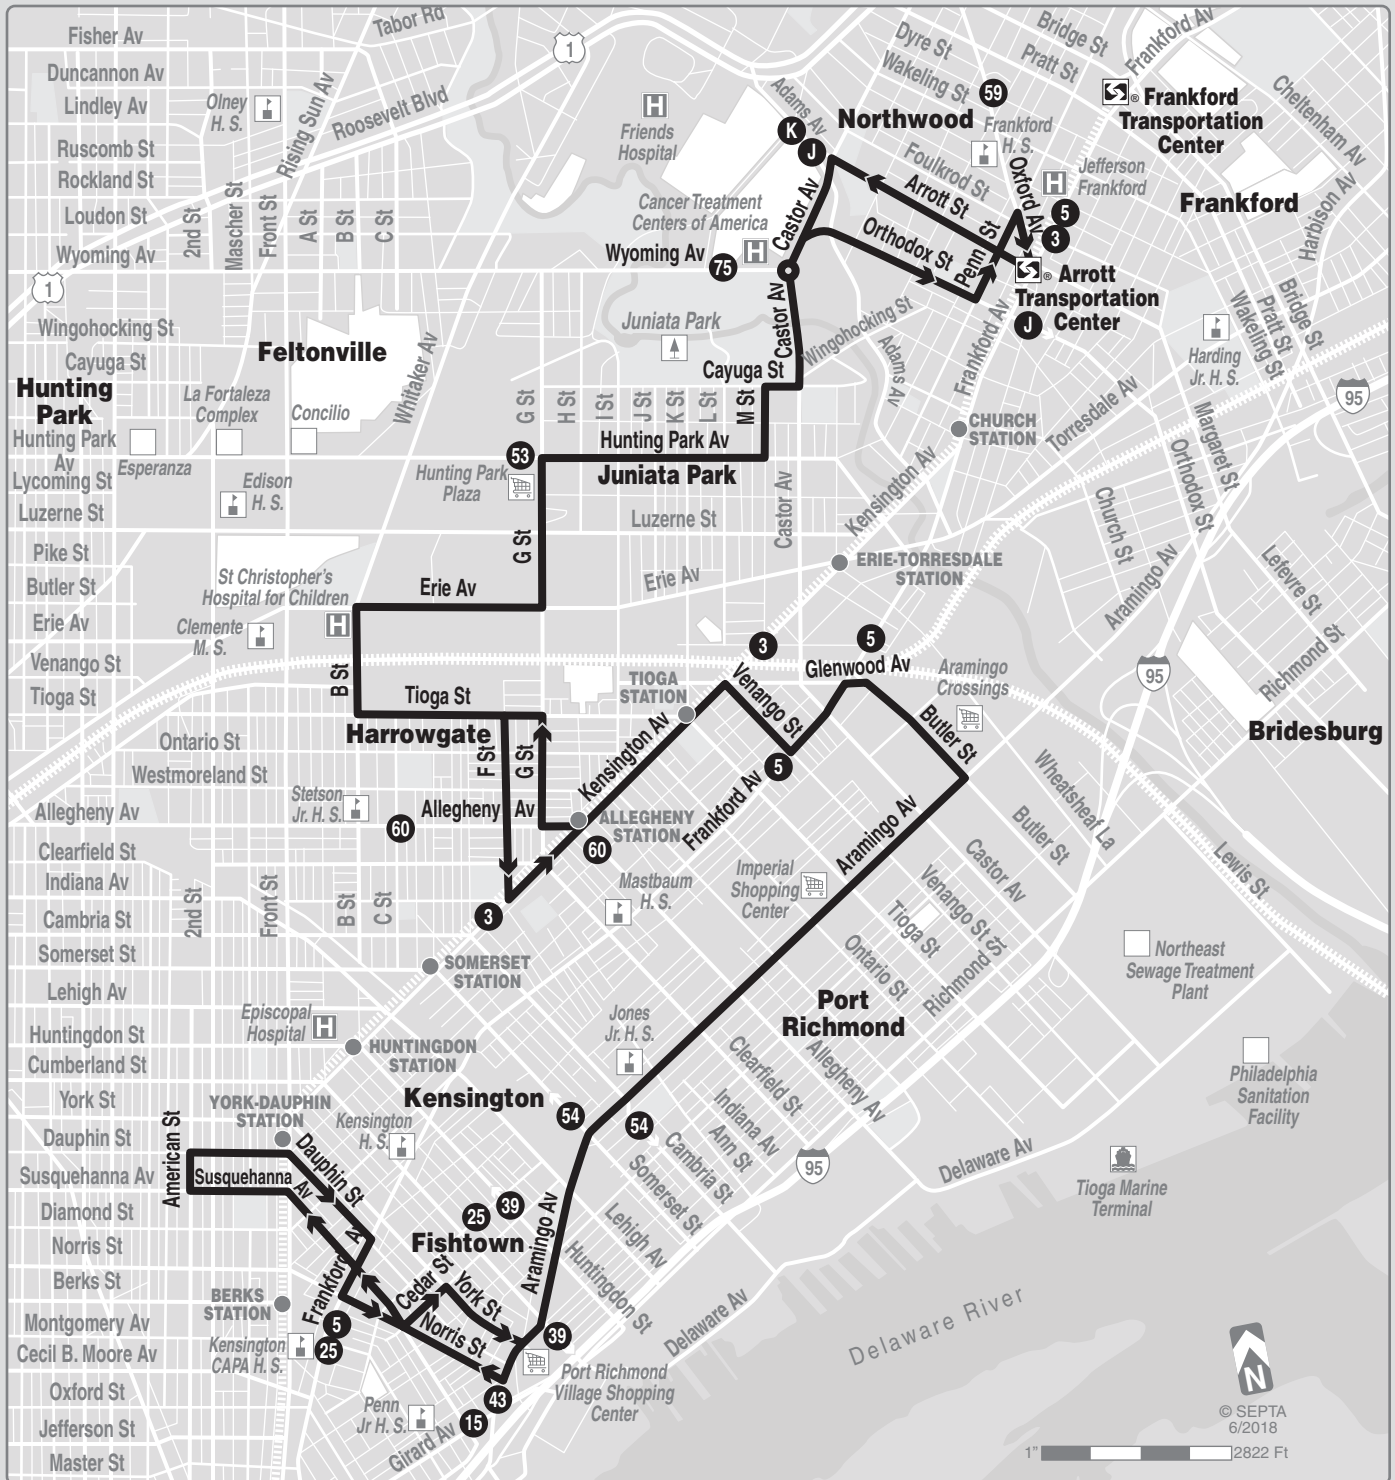 Fisher Av
Duncannon Av
Lindley Av
Ruscomb St
Rockland St
Loudon St
Wyoming Av
1
Wingohocking St
Cayuga St
Hunting
Park
Hunting Park
Av
Lycoming St
Luzerne St
Pike St
Butler St
Erie Av
Venango St
Tioga St
Ontario St
Westmoreland St
Allegheny Av
Clearfield St
Indiana Av
Cambria St
Somerset St
Lehigh Av
Huntingdon St
Cumberland St
York St
Dauphin St
Susquehanna Av
Diamond St
Norris St
Berks St
Montgomery Av
Cecil B. Moore Av
Oxford St
Jefferson St
Master St
Tabor Rd
1
Olney
H. S.
Rising Sun Av
Roosevelt Blvd
2nd St
Mascher St
Front St
A St
B St
C St
Feltonville
Whitaker Av
La Fortaleza
Complex
Concilio
Esperanza
Edison
H. S.
St Christopher's
Hospital for Children
H
Clemente
M. S.
H
Friends
Hospital
Cancer Treatment
Centers of America
H
Wyoming Av
75
Adams Av
K
J
Northwood
Dyre St
Wakeling St
Bridge St
Pratt St
Frankford Av
59
Frankford
H. S.
Foulkrod St
Oxford Av
H
Jefferson
Frankford
®
Frankford
Transportation
Center
Cheltenham Av
Frankford
Harbison Av
Castor Av
Arrott St
Orthodox St
Penn St
5
3
®
Arrott
Transportation
Center
J
Castor Av
Wingohocking St
Adams Av
Frankford Av
Juniata Park
Cayuga St
G St
H St
I St
J St
K St
L St
M St
Hunting Park Av
Juniata Park
53
Hunting Park
Plaza
Luzerne St
Castor Av
G St
Kensington Av
CHURCH
STATION
Torresdale Av
Harding
Jr. H. S.
Wakeling St
Pratt St
Bridge St
95
Margaret St
Orthodox St
Church St
Aramingo Av
Lefevre St
Richmond St
Bridesburg
95
ERIE-TORRESDALE
STATION
Erie Av
Erie Av
B St
Tioga St
Harrowgate
F St
G St
TIOGA
STATION
Kensington Av
3
Venango St
5
Glenwood Av
Aramingo
Crossings
Butler St
5
Frankford Av
Aramingo Av
Wheatsheaf La
Butler St
Castor Av
Venango St
Tioga St
Ontario St
Richmond St
Lewis St
Stetson
Jr. H. S.
60
Allegheny Av
ALLEGHENY
STATION
60
Imperial
Shopping
Center
Mastbaum
H. S.
2nd St
Front St
B St
C St
3
SOMERSET
STATION
Episcopal
Hospital
H
HUNTINGDON
STATION
Jones
Jr. H. S.
Port
Richmond
Northeast
Sewage Treatment
Plant
Philadelphia
Sanitation
Facility
Clearfield St
Allegheny Av
Indiana Av
Ann St
Cambria St
Somerset St
Lehigh Av
Huntingdon St
95
Delaware Av
Tioga Marine
Terminal
Kensington
54
54
YORK-DAUPHIN
STATION
Kensington
H. S.
American St
Susquehanna Av
Dauphin St
25
39
Fishtown
Aramingo Av
Frankford Av
Cedar St
York St
Norris St
BERKS
STATION
5
25
Kensington
CAPA H. S.
39
Port Richmond
Village Shopping
Center
43
15
Penn
Jr H. S.
Girard Av
Delaware Av
Delaware River
N
© SEPTA
6/2018
1"
2822 Ft